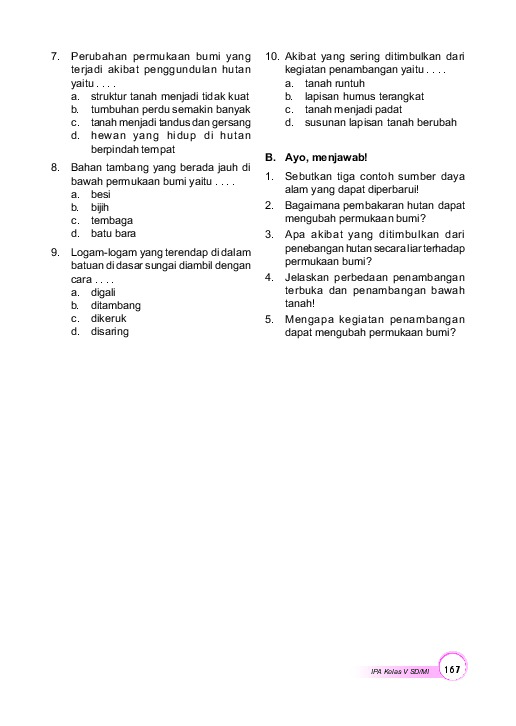 7. Perubahan permukaan bumi yang
terjadi akibat penggundulan hutan
yaitu . . . .
a. struktur tanah menjadi tidak kuat
b. tumbuhan perdu semakin banyak
c. tanah menjadi tandus dan gersang
d. hewan yang hidup di hutan
berpindah tempat
8. Bahan tambang yang berada jauh di
bawah permukaan bumi yaitu . . . .
a. besi
b. bijih
c. tembaga
d. batu bara
9. Logam-logam yang terendap di dalam
batuan di dasar sungai diambil dengan
cara . . . .
a. digali
b. ditambang
c. dikeruk
d. disaring
10. Akibat yang sering ditimbulkan dari
kegiatan penambangan yaitu . . . .
a. tanah runtuh
b. lapisan humus terangkat
c. tanah menjadi padat
d. susunan lapisan tanah berubah
B. Ayo, menjawab!
1. Sebutkan tiga contoh sumber daya
alam yang dapat diperbarui!
2. Bagaimana pembakaran hutan dapat
mengubah permukaan bumi?
3. Apa akibat yang ditimbulkan dari
penebangan hutan secara liar terhadap
permukaan bumi?
4. Jelaskan perbedaan penambangan
terbuka dan penambangan bawah
tanah!
5. Mengapa kegiatan penambangan
dapat mengubah permukaan bumi?
IPA Kelas V SD/MI 167